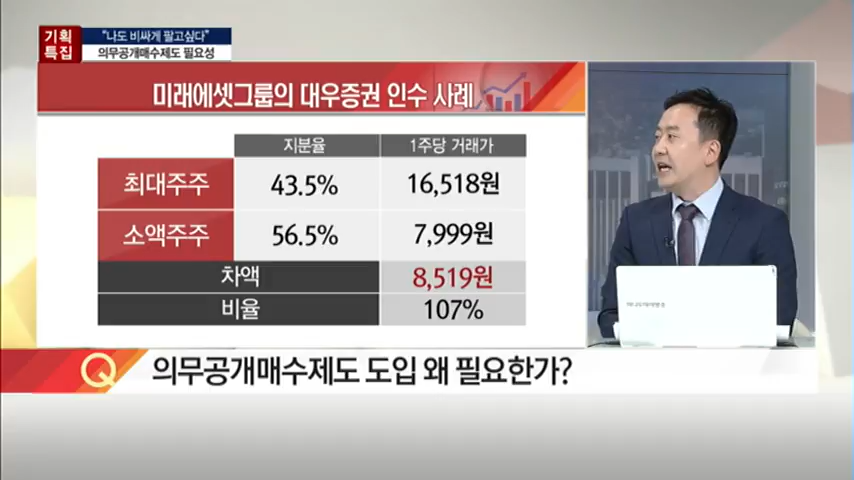 기획
특집
"나도 비싸게 팔고싶다"
의무공개매수제도 필요성
미래에셋그룹의 대우증권 인수 사례
지분율 1주당 거래가
최대주주 43.5% 16,518원
소액주주 56.5% 7,999원
차액 8,519원
비율 107%
Q 의무공개매수제도 도입 왜 필요한가?